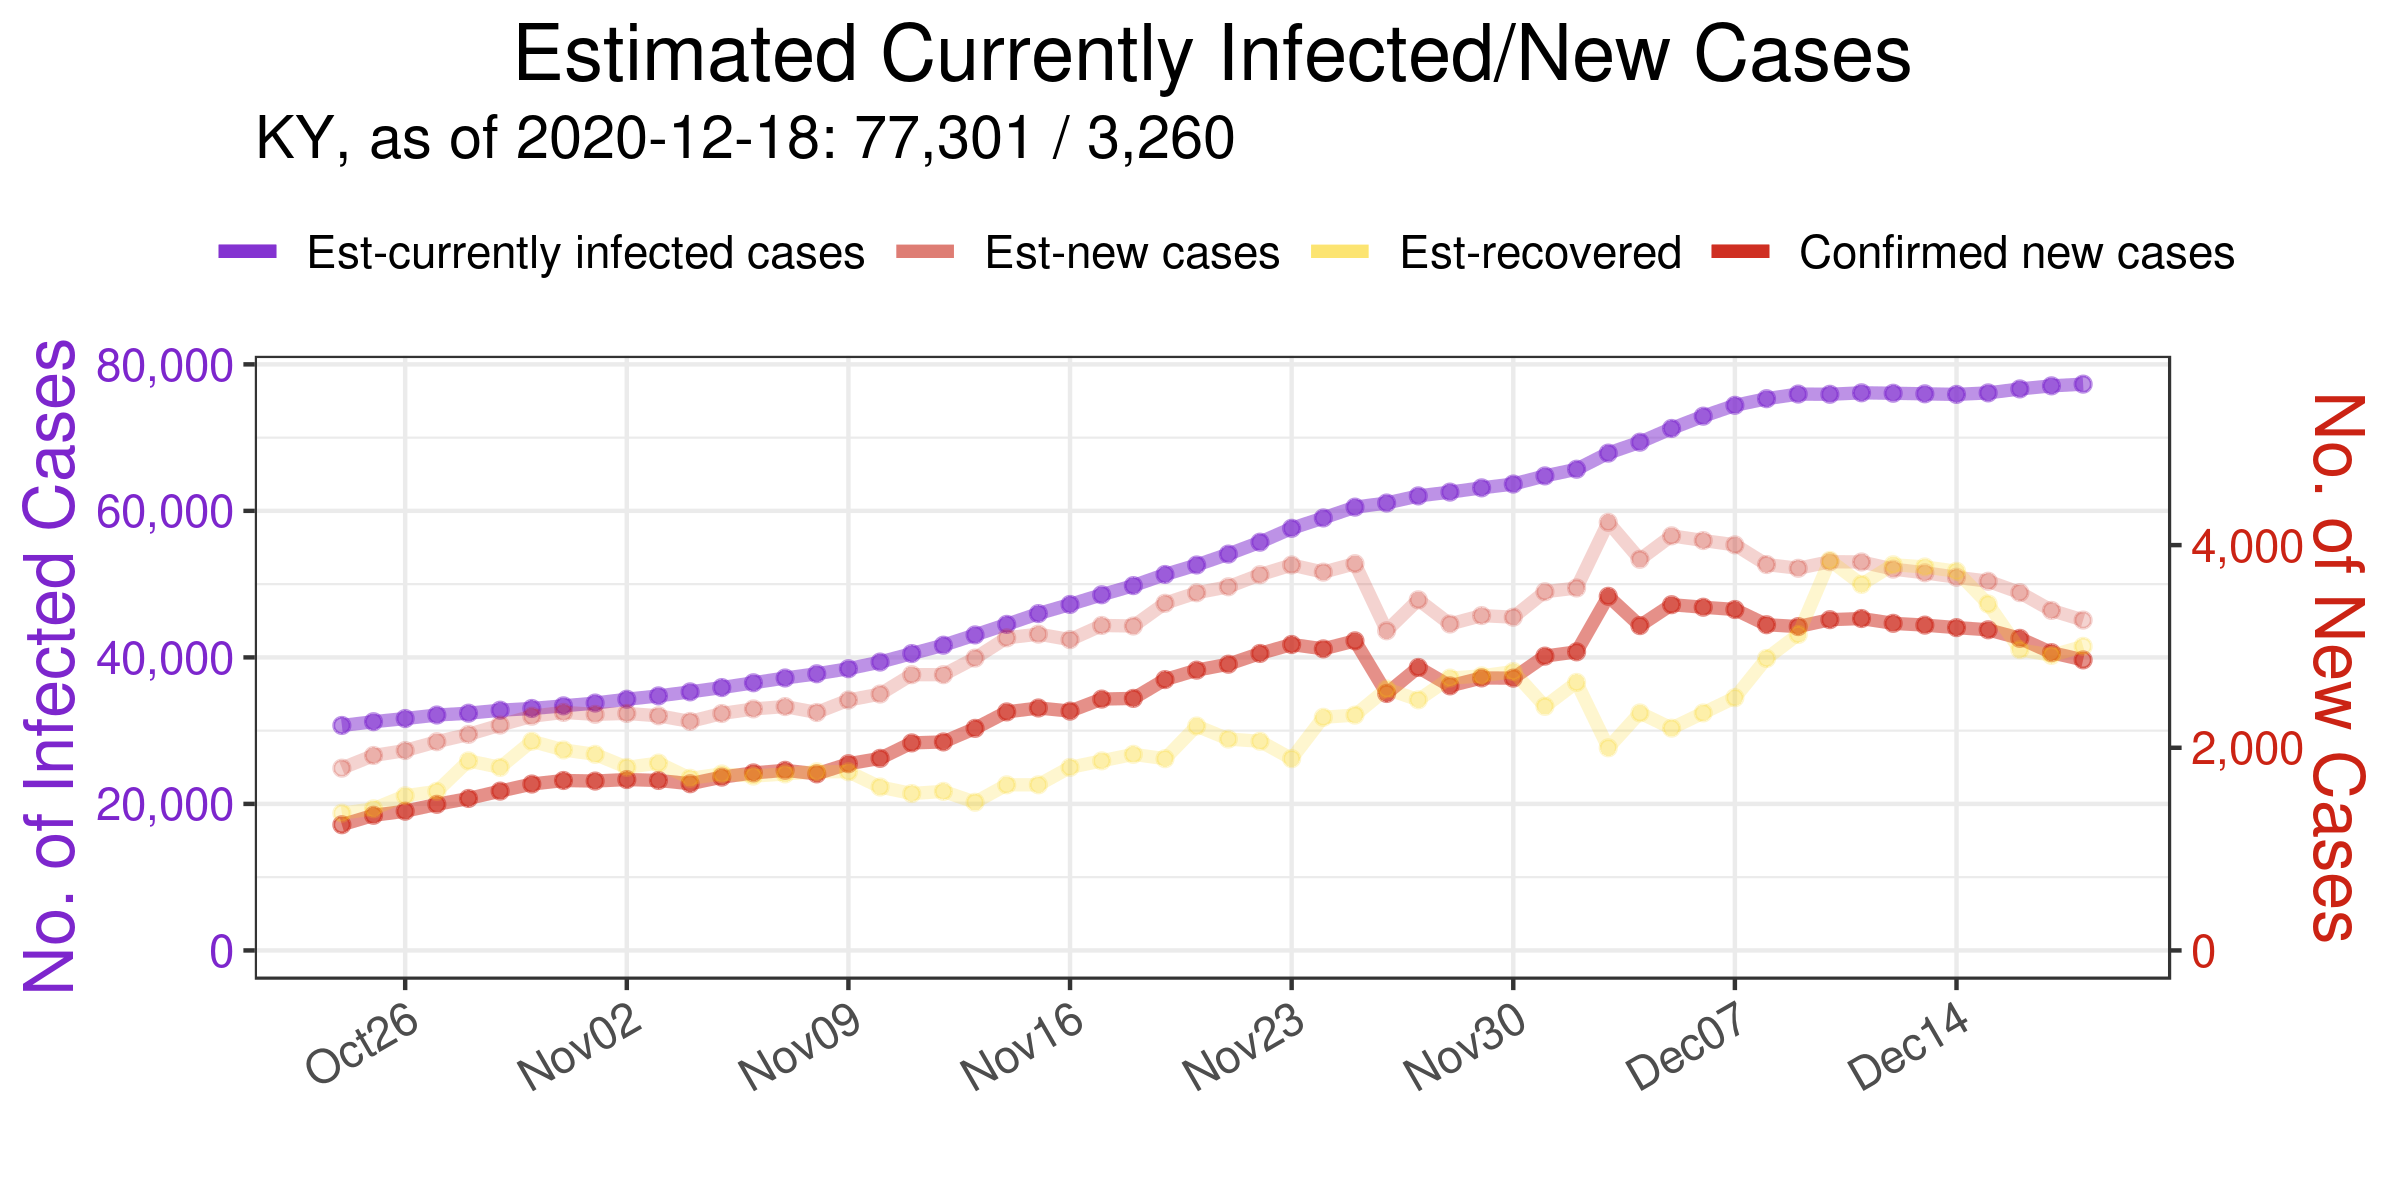 Estimated Currently Infected/New Cases
KY, as of 2020-12-18: 77,301 / 3,260
Est-currently infected cases Est-new cases Est-recovered Confirmed new cases
No. of Infected Cases
80,000
60,000
40,000
20,000
0
4,000
2,000
0
No. of New Cases
Oct26 Nov02 Nov09 Nov16 Nov23 Nov30 Dec07 Dec14